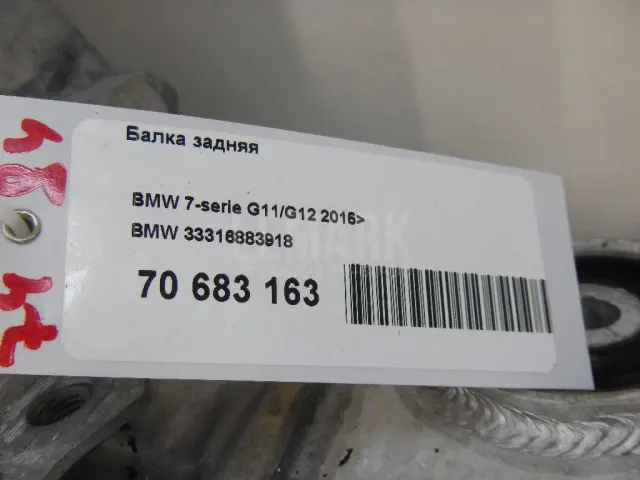 Балка задняя
BMW 7-serie G11/G12 2015>
BMW 33316883918
70 683 163